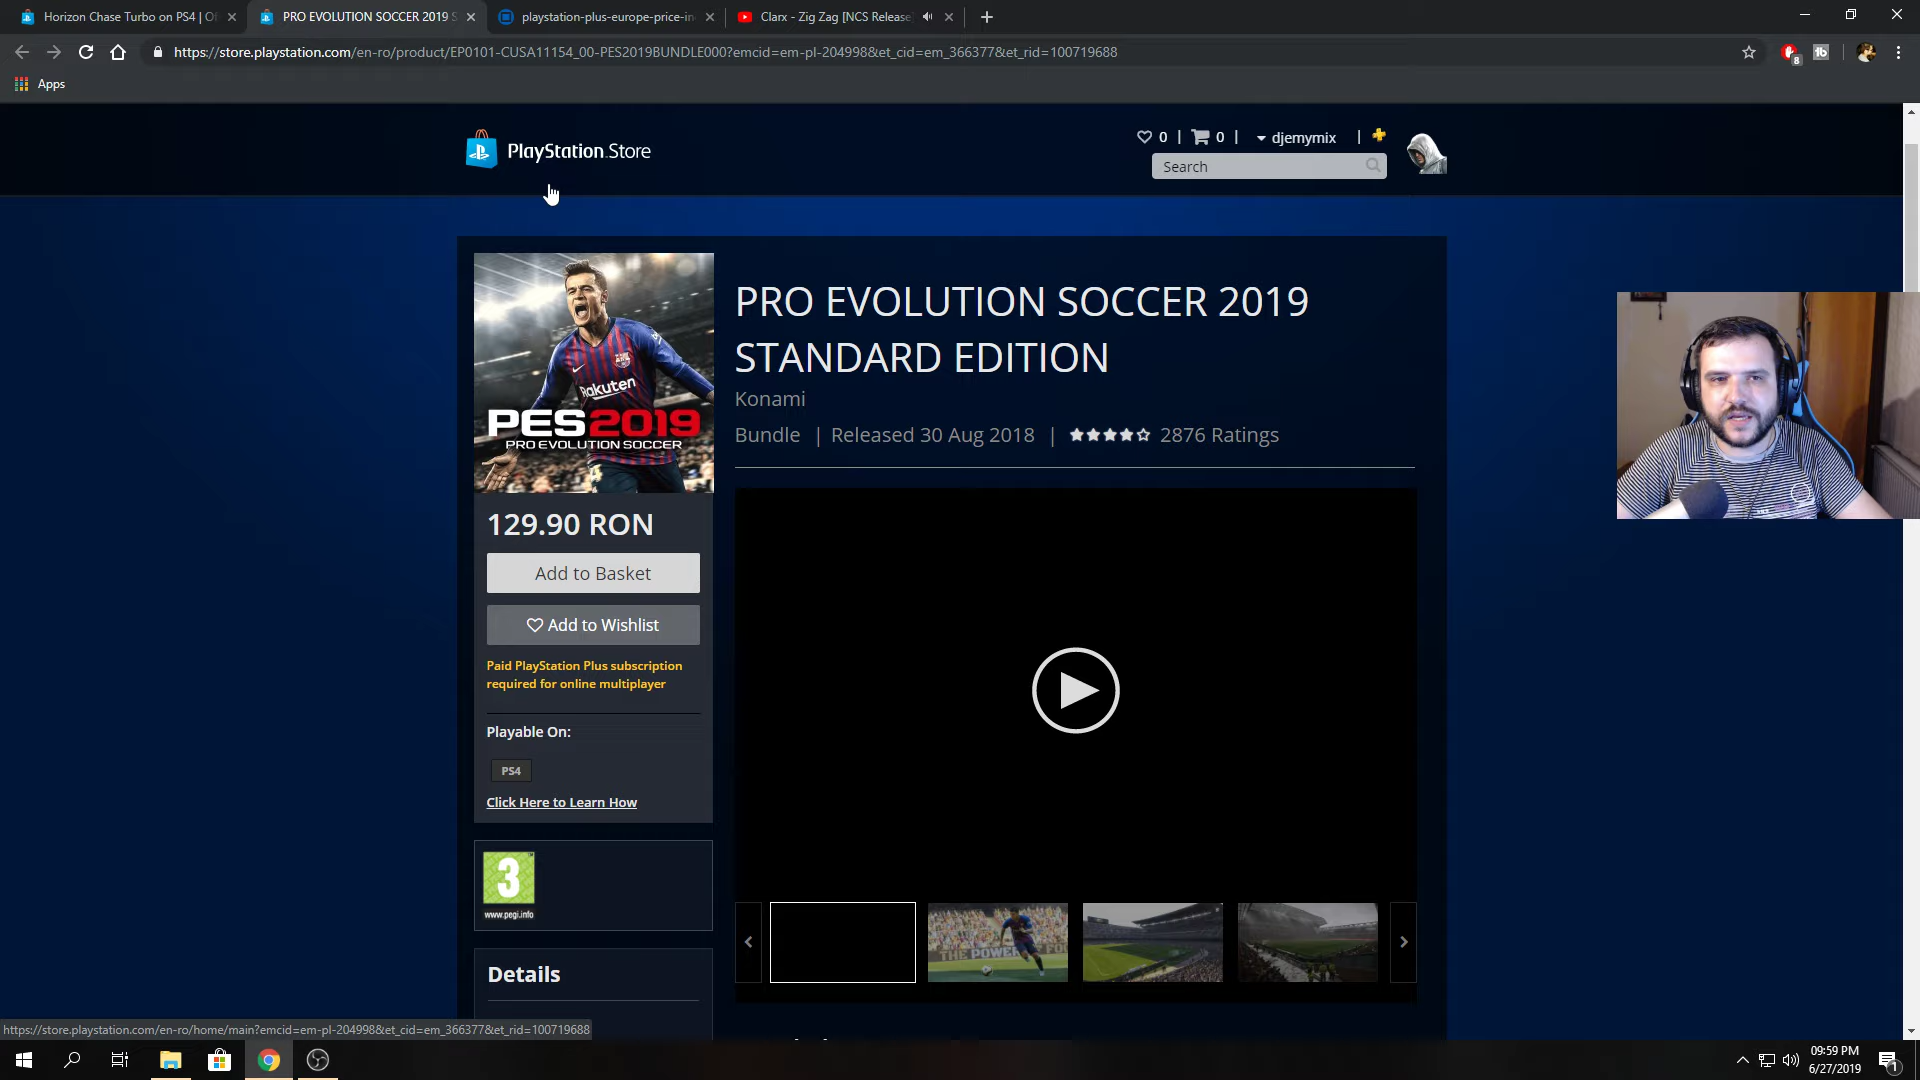 Horizon Chase Turbo on PS4 | Of
PRO EVOLUTION SOCCER 2019 S
playstation-plus-europe-price-in
Clarx - Zig Zag [NCS Release]
https://store.playstation.com/en-ro/product/EP0101-CUSA11154_00-PES2019BUNDLE000?emcid=em-pl-204998&et_cid=em_366377&et_rid=100719688
8
Apps
PlayStation.Store
0 | 0 | djemymix |
Search
Rakuten
PES2019
PRO EVOLUTION SOCCER
PRO EVOLUTION SOCCER 2019
STANDARD EDITION
Konami
Bundle | Released 30 Aug 2018 | 2876 Ratings
129.90 RON
Add to Basket
Add to Wishlist
Paid PlayStation Plus subscription
required for online multiplayer
Playable On:
PS4
Click Here to Learn How
3
www.pegi.info
THE POWER
Details
https://store.playstation.com/en-ro/home/main?emcid=em-pl-204998&et_cid=em_366377&et_rid=100719688
09:59 PM
6/27/2019
1